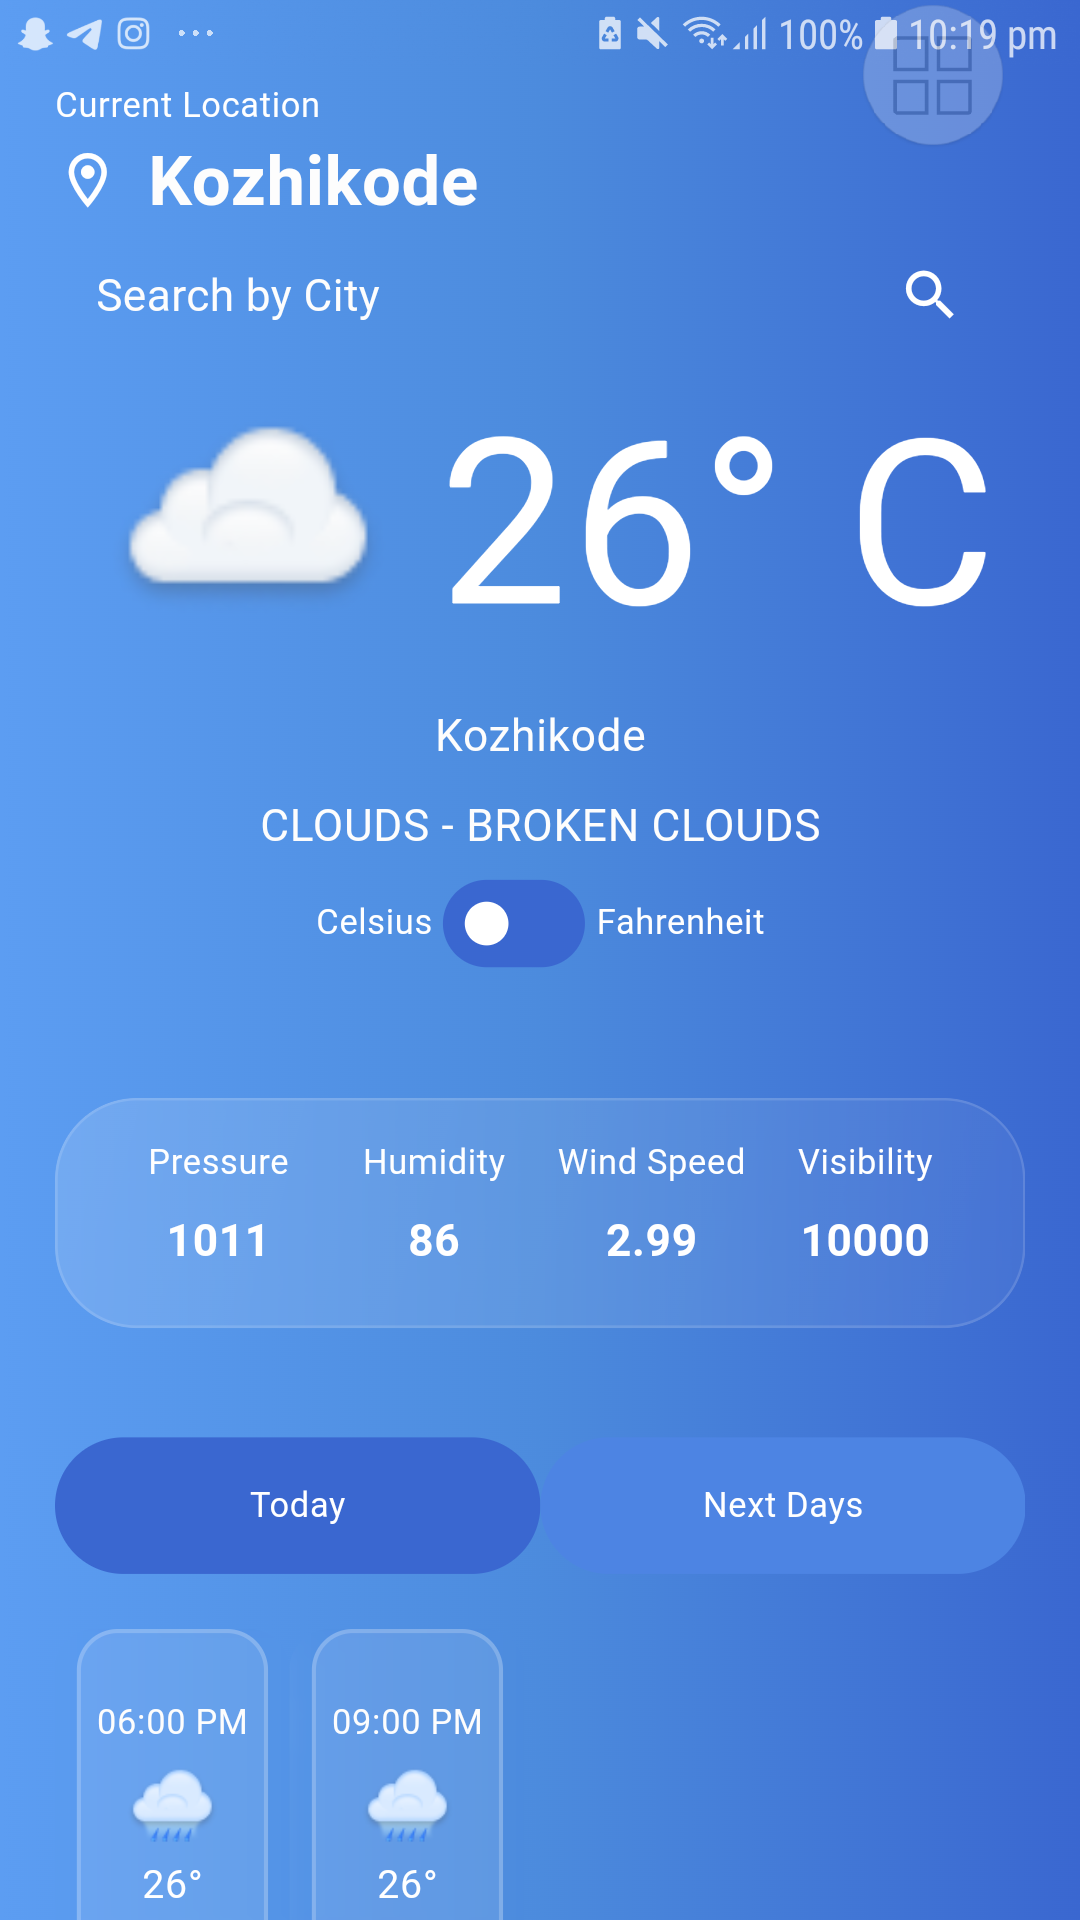 100% 10:19 pm
Current Location
Kozhikode
Search by City
26° C
Kozhikode
CLOUDS - BROKEN CLOUDS
Celsius Fahrenheit
Pressure Humidity Wind Speed Visibility
1011 86 2.99 10000
Today Next Days
06:00 PM 09:00 PM
26° 26°